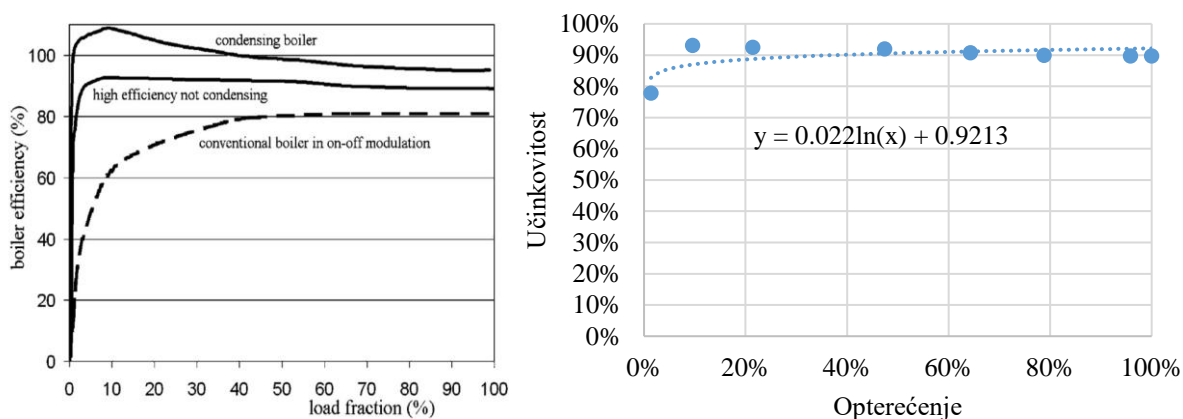 boiler efficiency (%)
100
80
60
40
20
0
condensing boiler
high efficiency not condensing
conventional boiler in on-off modulation
0 10 20 30 40 50 60 70 80 90 100
load fraction (%)
Učinkovitost
100%
90%
80%
70%
60%
50%
40%
30%
20%
10%
0%
y = 0.022ln(x) + 0.9213
0% 20% 40% 60% 80% 100%
Opterećenje